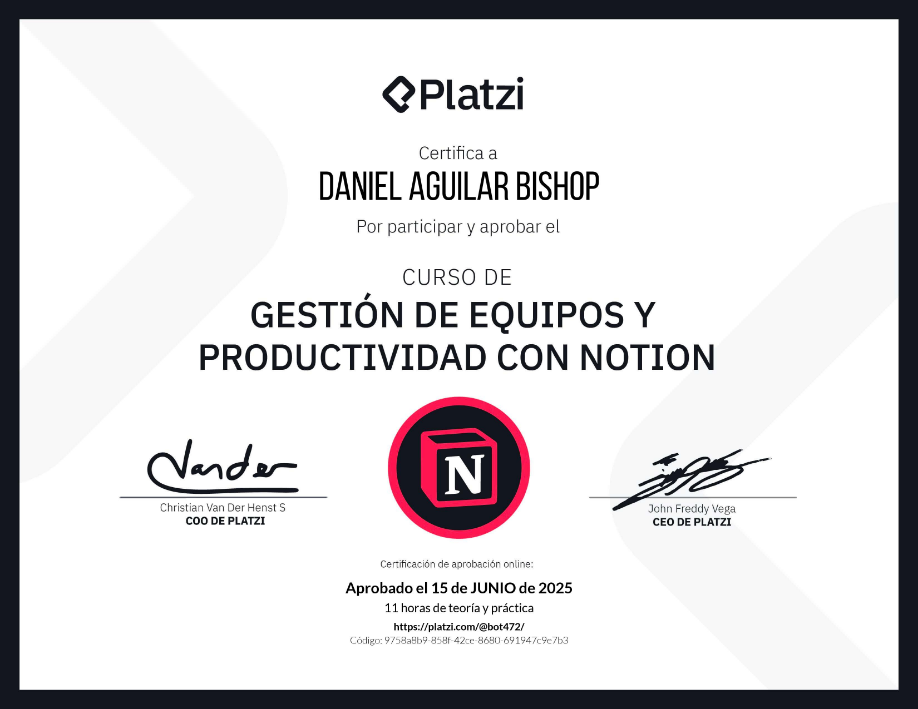 Platzi
Certifica a
DANIEL AGUILAR BISHOP
Por participar y aprobar el
CURSO DE
GESTIÓN DE EQUIPOS Y
PRODUCTIVIDAD CON NOTION
N
Vander
Christian Van Der Henst S
COO DE PLATZI
John Freddy Vega
CEO DE PLATZI
Certificación de aprobación online:
Aprobado el 15 de JUNIO de 2025
11 horas de teoría y práctica
https://platzi.com/@bot472/
Código: 9758a8b9-858f-42ce-8680-691947c9e7b3